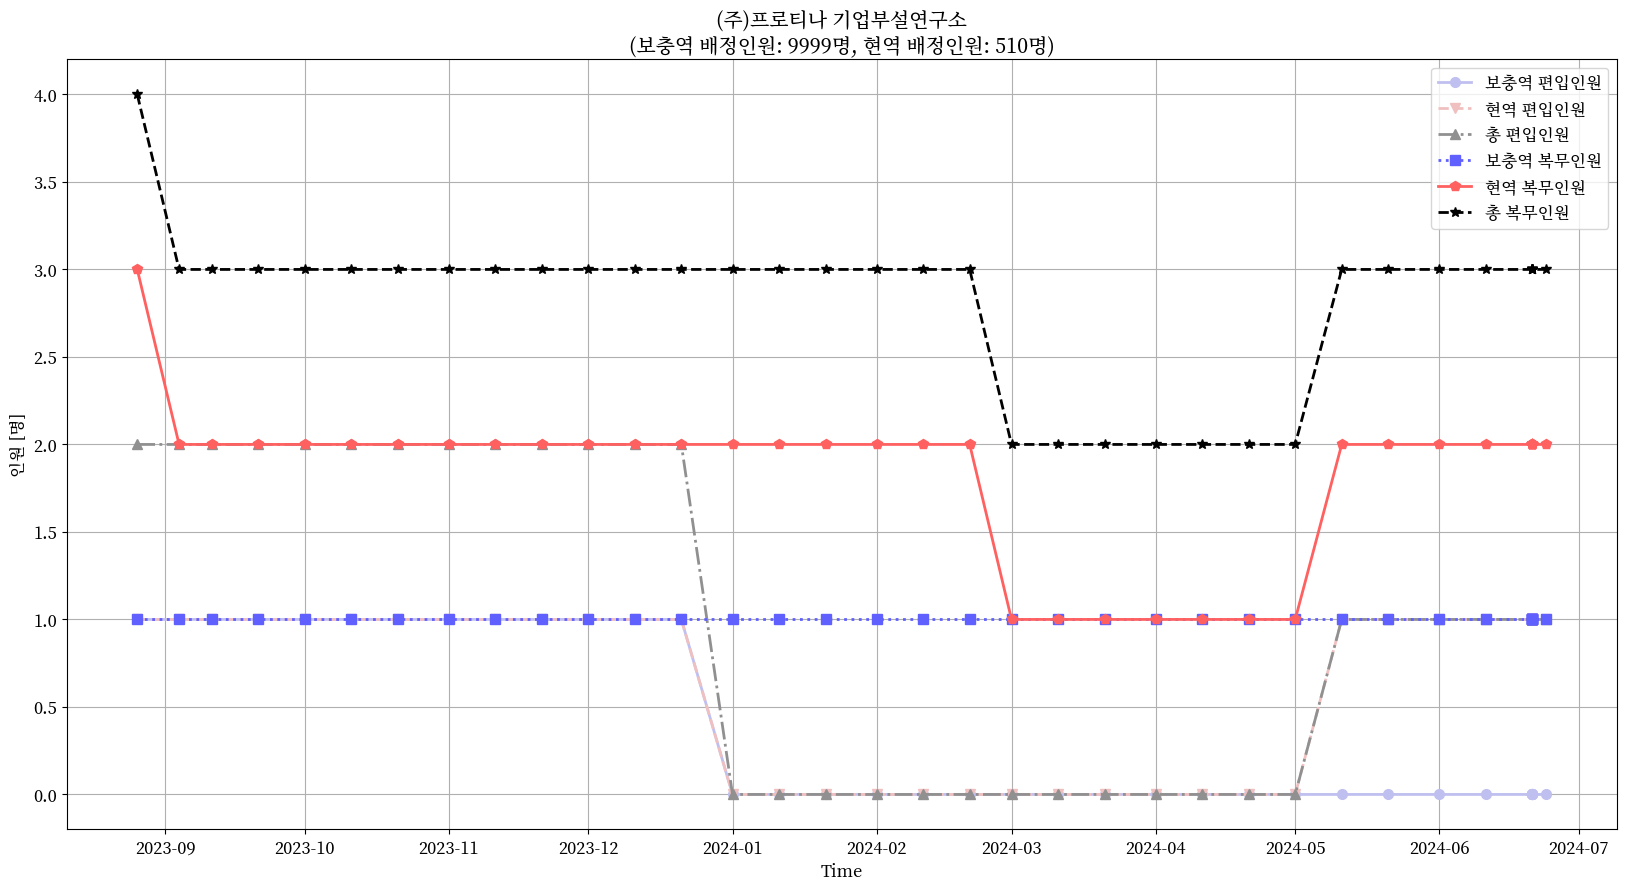 (주)프로티나 기업부설연구소
(보충역 배정인원: 9999명, 현역 배정인원: 510명)
보충역 편입인원
현역 편입인원
총 편입인원
보충역 복무인원
현역 복무인원
총 복무인원
인원 [명]
4.0
3.5
3.0
2.5
2.0
1.5
1.0
0.5
0.0
2023-09 2023-10 2023-11 2023-12 2024-01 2024-02 2024-03 2024-04 2024-05 2024-06 2024-07
Time